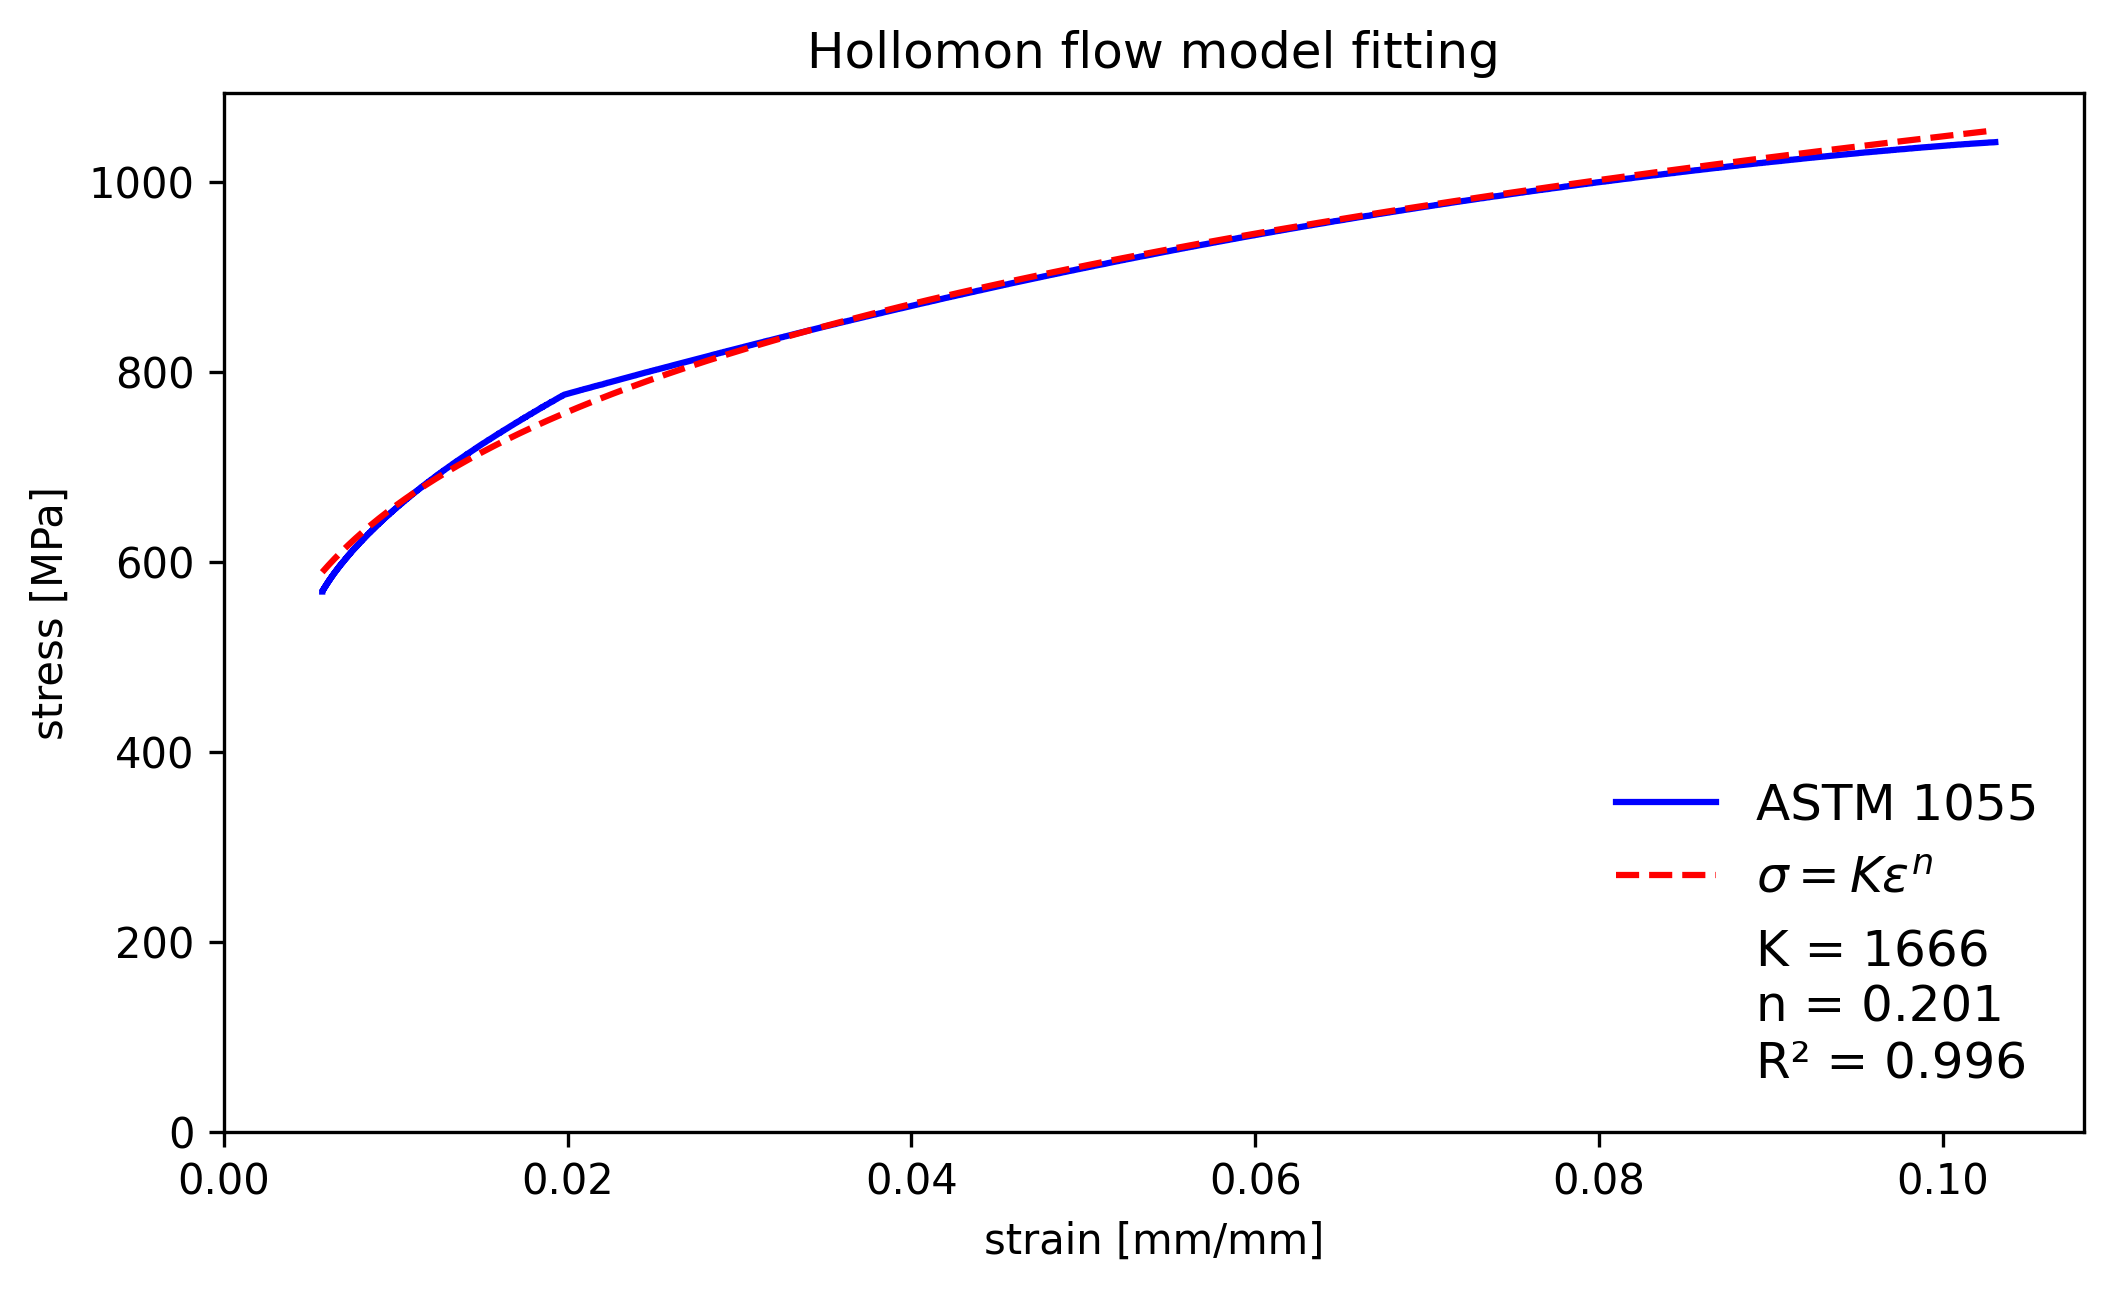 Hollomon flow model fitting
stress [MPa]
1000
800
600
400
200
0
0.00 0.02 0.04 0.06 0.08 0.10
strain [mm/mm]
ASTM 1055
σ = Kεⁿ
K = 1666
n = 0.201
R² = 0.996